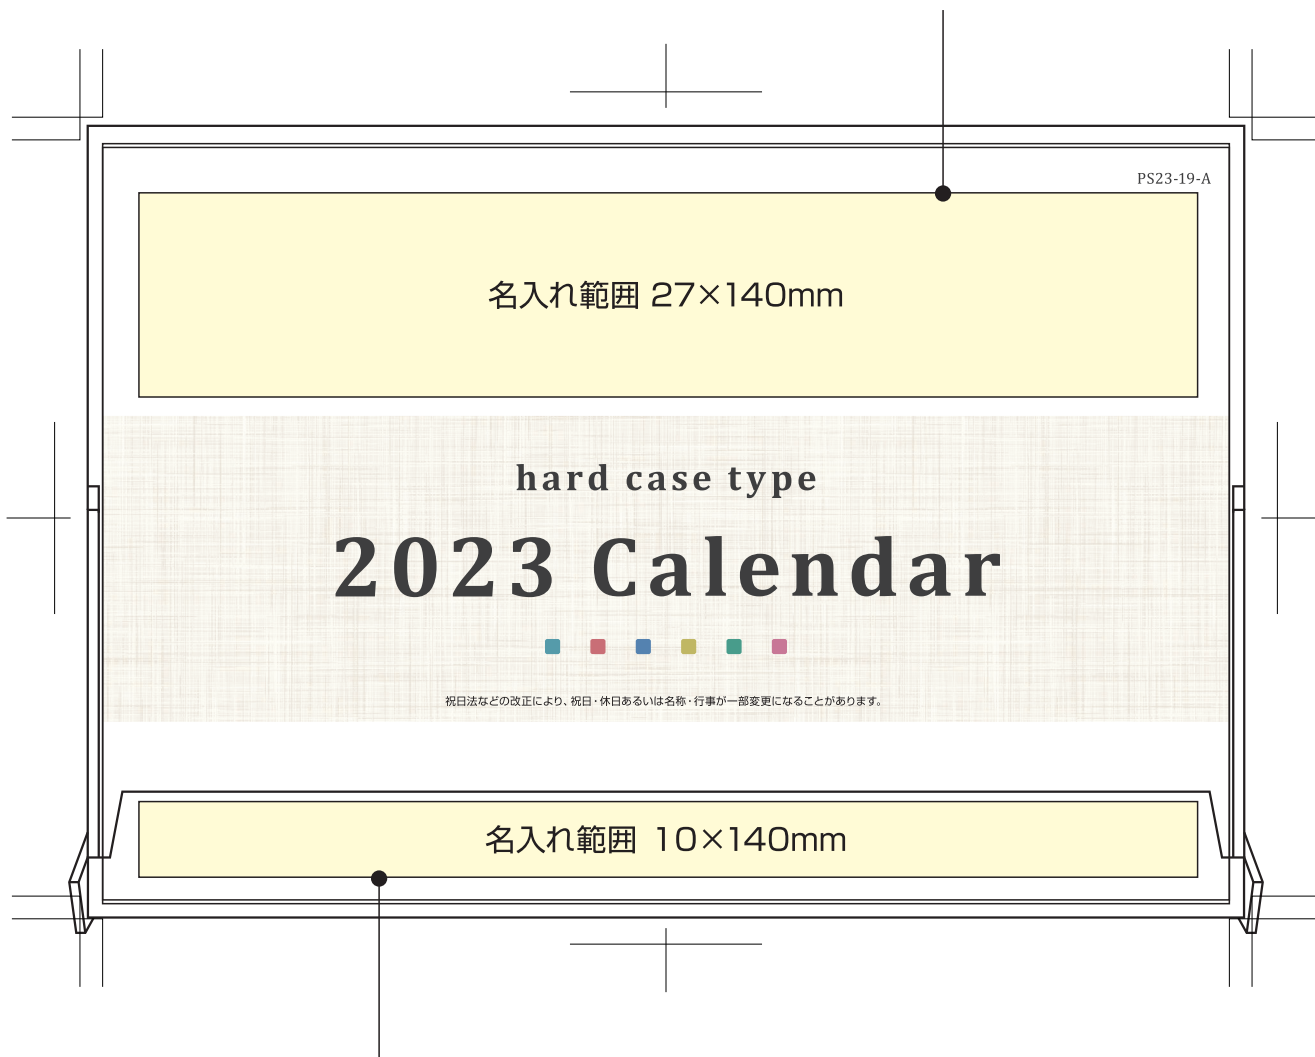 PS23-19-A
名入れ範囲 27×140mm
hard case type
2023 Calendar
祝日法などの改正により、祝日・休日あるいは名称・行事が一部変更になることがあります。
名入れ範囲 10×140mm